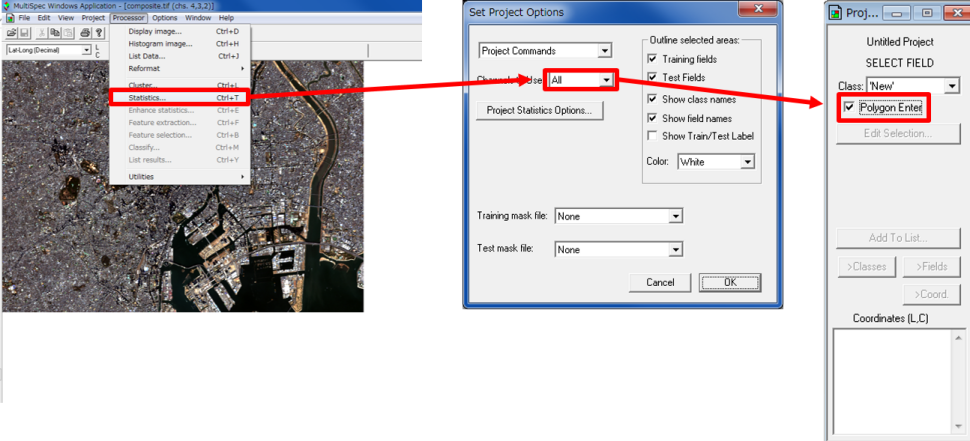 MultiSpec Windows Application - [composite.tif (chs. 4,3,2)]
File Edit View Project Processor Options Window Help
Lat-Long (Decimal)
L
C
Display image... Ctrl+D
Histogram image... Ctrl+H
List Data... Ctrl+J
Reformat
Cluster... Ctrl+L
Statistics... Ctrl+T
Enhance statistics... Ctrl+E
Feature extraction... Ctrl+F
Feature selection... Ctrl+B
Classify... Ctrl+M
List results... Ctrl+Y
Utilities
Set Project Options
Project Commands
Use: All
Project Statistics Options...
Outline selected areas:
Training fields
Test Fields
Show class names
Show field names
Show Train/Test Label
Color: White
Training mask file: None
Test mask file: None
Cancel OK
Proj...
Untitled Project
SELECT FIELD
Class: 'New'
Polygon Enter
Edit Selection...
Add To List...
>Classes >Fields
>Coord.
Coordinates (L,C)